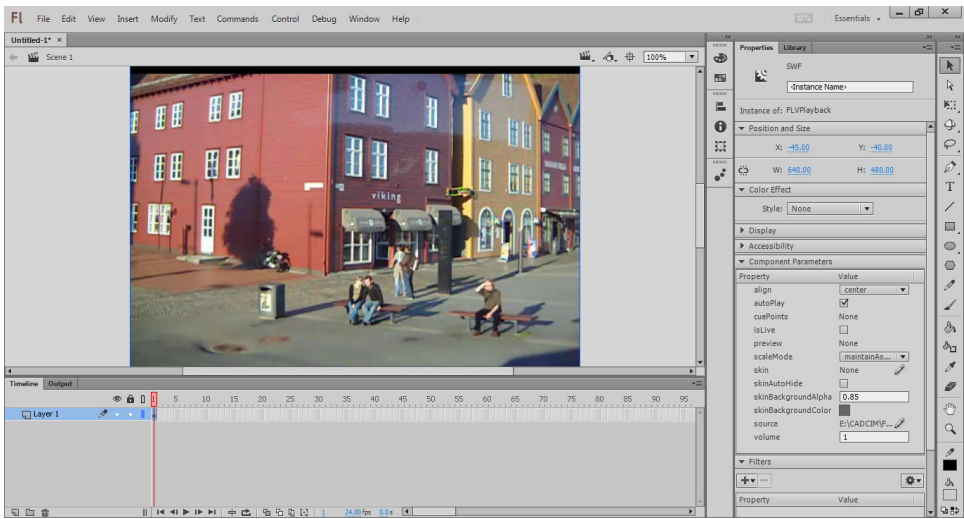 Fl File Edit View Insert Modify Text Commands Control Debug Window Help Essentials
Untitled-1* ×
Scene 1 100%
viking
Properties Library
SWF
<Instance Name>
Instance of: FLVPlayback
Position and Size
X: -45.00 Y: -40.00
W: 640.00 H: 480.00
Color Effect
Style: None
Display
Accessibility
Component Parameters
Property Value
align center
autoPlay
cuePoints None
isLive
preview None
scaleMode maintainAs...
skin None
skinAutoHide
skinBackgroundAlpha 0.85
skinBackgroundColor
source E:\CADCIM\F...
volume 1
Filters
Property Value
Timeline Output
1 5 10 15 20 25 30 35 40 45 50 55 60 65 70 75 80 85 90 95
Layer 1
1 24.00 fps 0.0 s